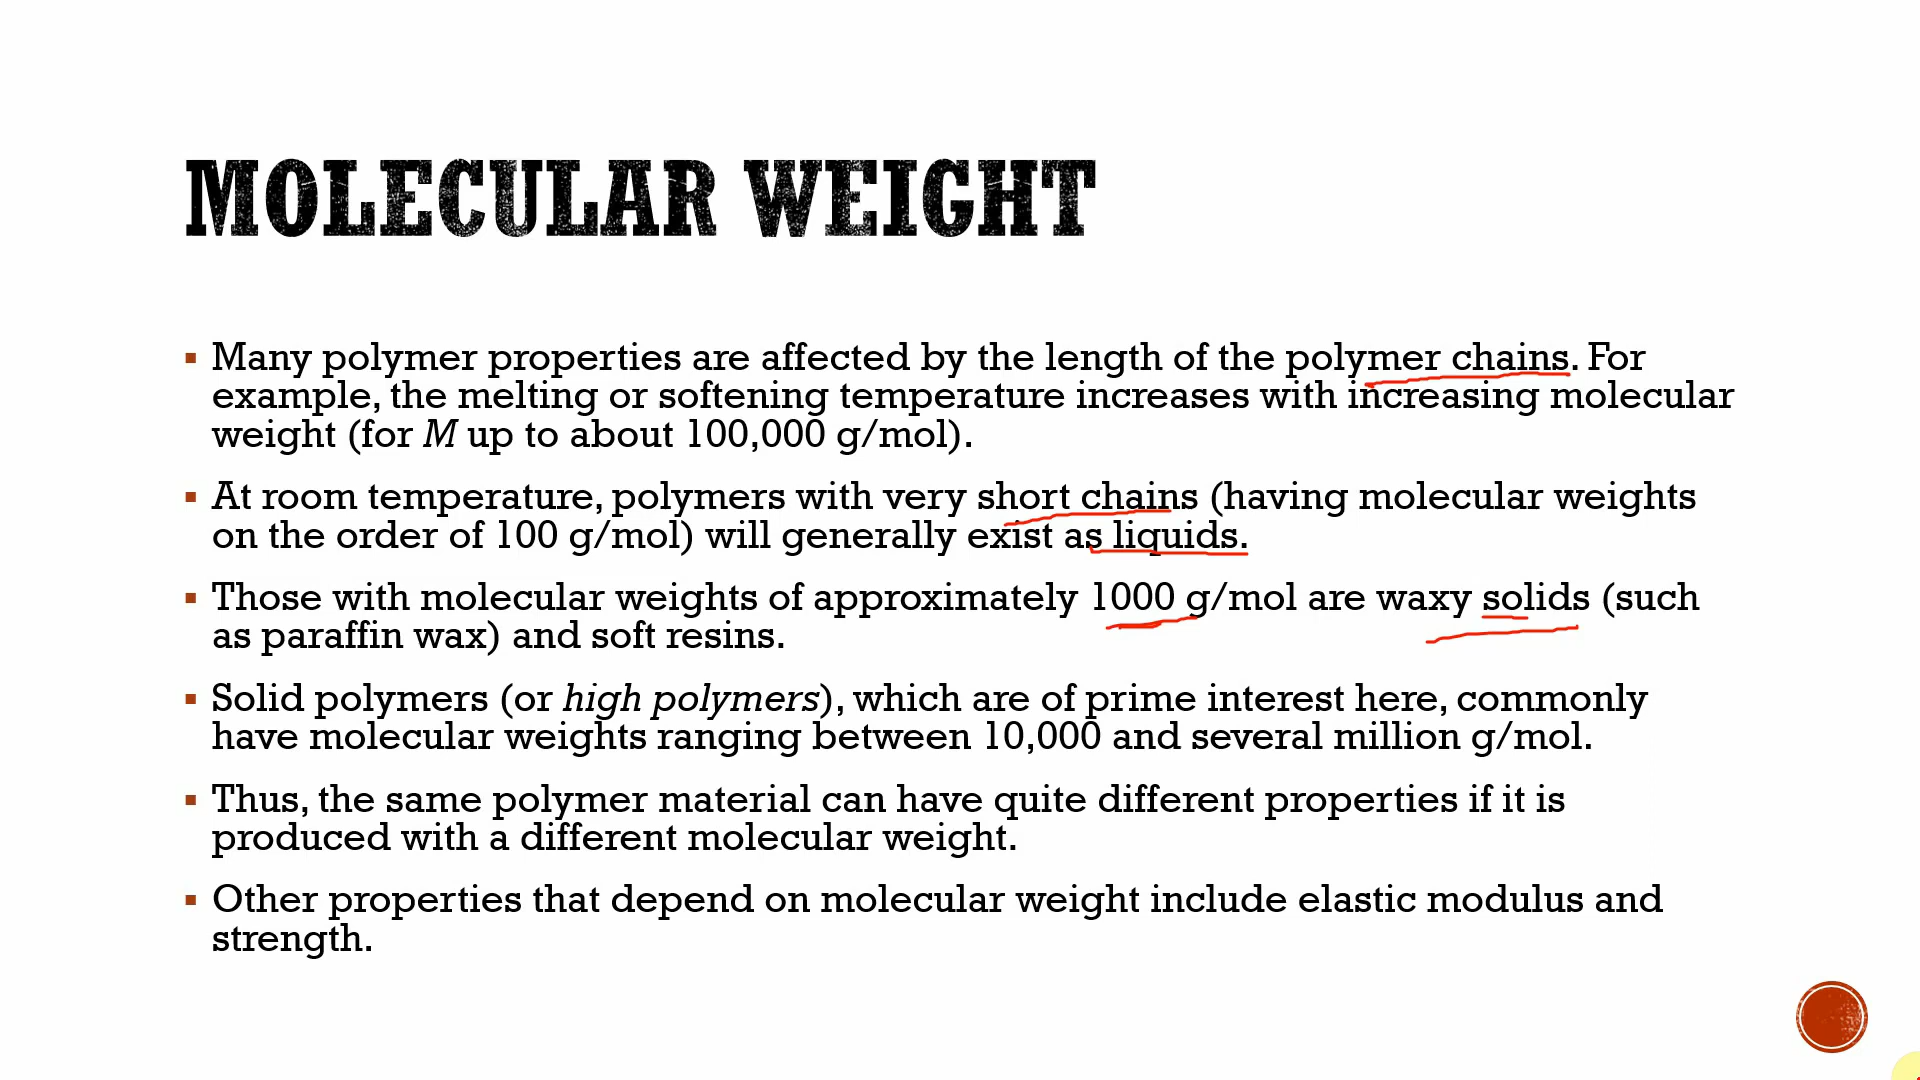 MOLECULAR WEIGHT
▪ Many polymer properties are affected by the length of the polymer chains. For
example, the melting or softening temperature increases with increasing molecular
weight (for M up to about 100,000 g/mol).
▪ At room temperature, polymers with very short chains (having molecular weights
on the order of 100 g/mol) will generally exist as liquids.
▪ Those with molecular weights of approximately 1000 g/mol are waxy solids (such
as paraffin wax) and soft resins.
▪ Solid polymers (or high polymers), which are of prime interest here, commonly
have molecular weights ranging between 10,000 and several million g/mol.
▪ Thus, the same polymer material can have quite different properties if it is
produced with a different molecular weight.
▪ Other properties that depend on molecular weight include elastic modulus and
strength.